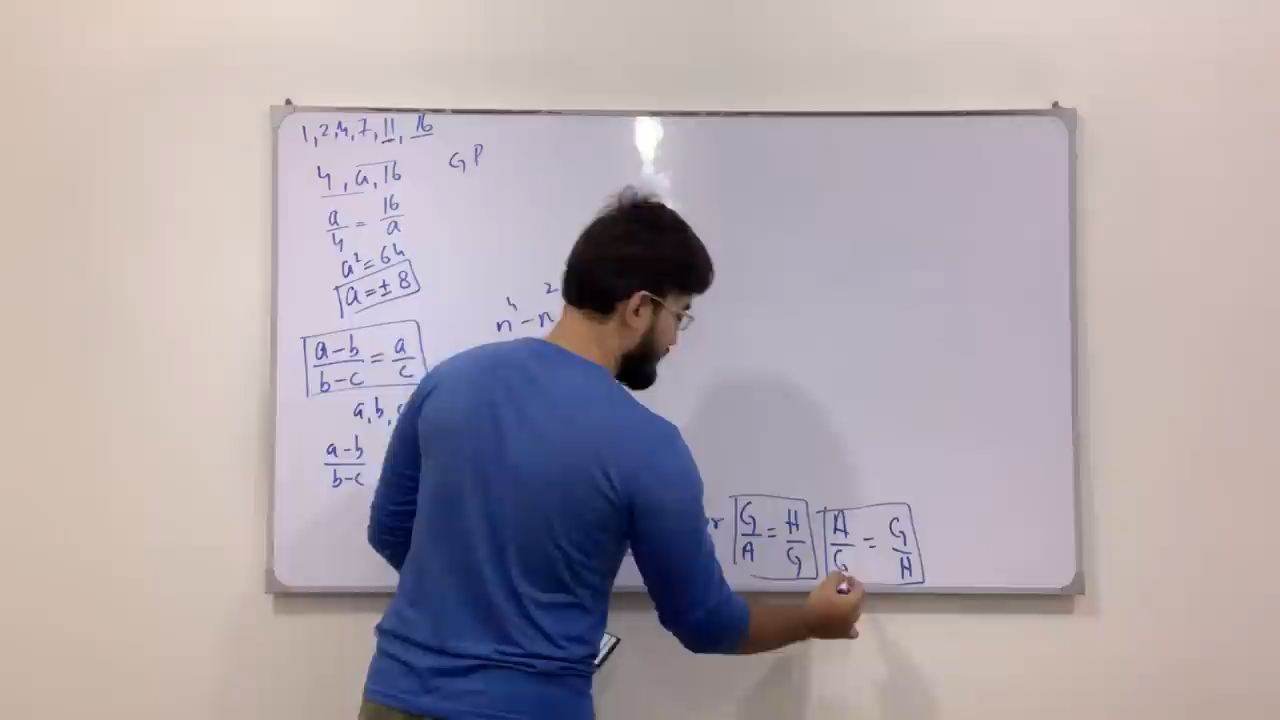 1, 2, 4, 7, 11, 16
GP
4, a, 16
a/4 = 16/a
a² = 64
a = ± 8
n⁴ - n²
(a-b)/(b-c) = a/c
a, b,
(a-b)/(b-c)
r G/A = H/G A/G = G/H